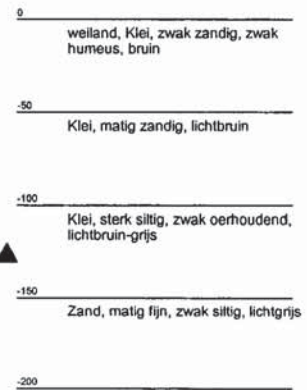 0
weiland, Klei, zwak zandig, zwak
humeus, bruin
-50
Klei, matig zandig, lichtbruin
-100
Klei, sterk siltig, zwak oerhoudend,
lichtbruin-grijs
-150
Zand, matig fijn, zwak siltig, lichtgrijs
-200